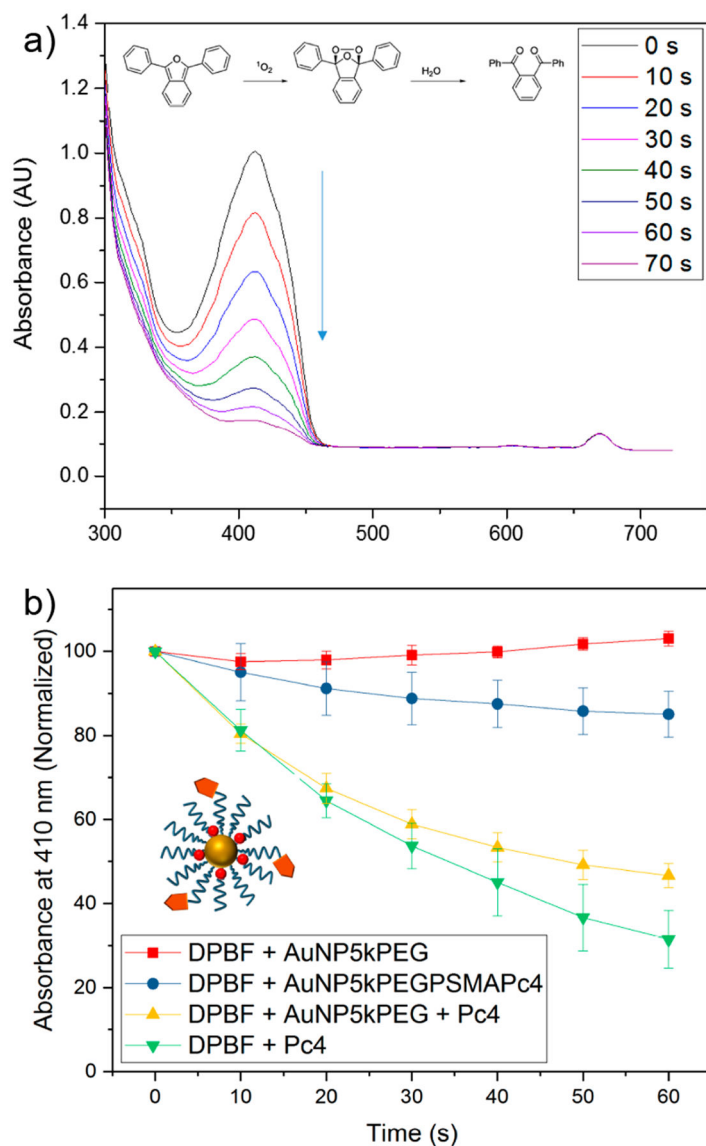 a)
Absorbance (AU)
1.4
1.2
1.0
0.8
0.6
0.4
0.2
0.0
300
400
500
600
700
O
¹O₂
O
O
O
H₂O
Ph
O
O
Ph
0 s
10 s
20 s
30 s
40 s
50 s
60 s
70 s
b)
Absorbance at 410 nm (Normalized)
100
80
60
40
20
0
0
10
20
30
40
50
60
Time (s)
DPBF + AuNP5kPEG
DPBF + AuNP5kPEGPSMAPc4
DPBF + AuNP5kPEG + Pc4
DPBF + Pc4